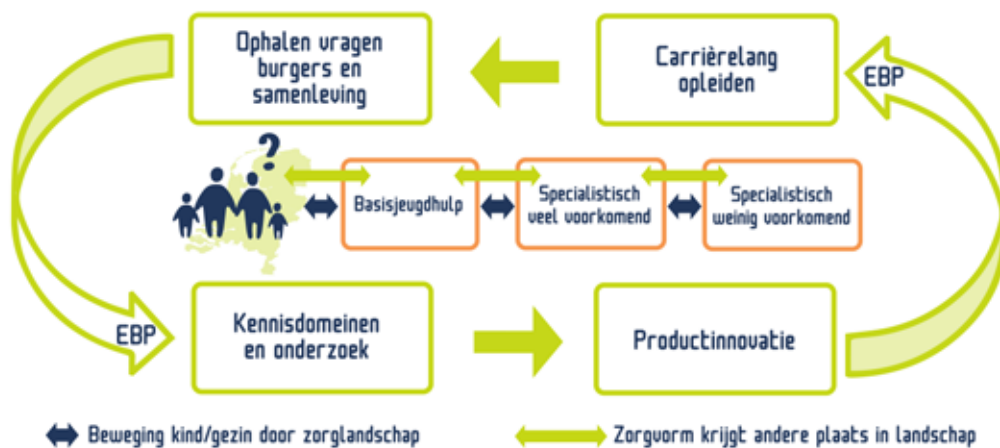 Ophalen vragen
burgers en
samenleving
Carrièrelang
opleiden
EBP
?
Basisjeugdhulp
Specialistisch
veel voorkomend
Specialistisch
weinig voorkomend
EBP
Kennisdomeinen
en onderzoek
Productinnovatie
Beweging kind/gezin door zorglandschap
Zorgvorm krijgt andere plaats in landschap